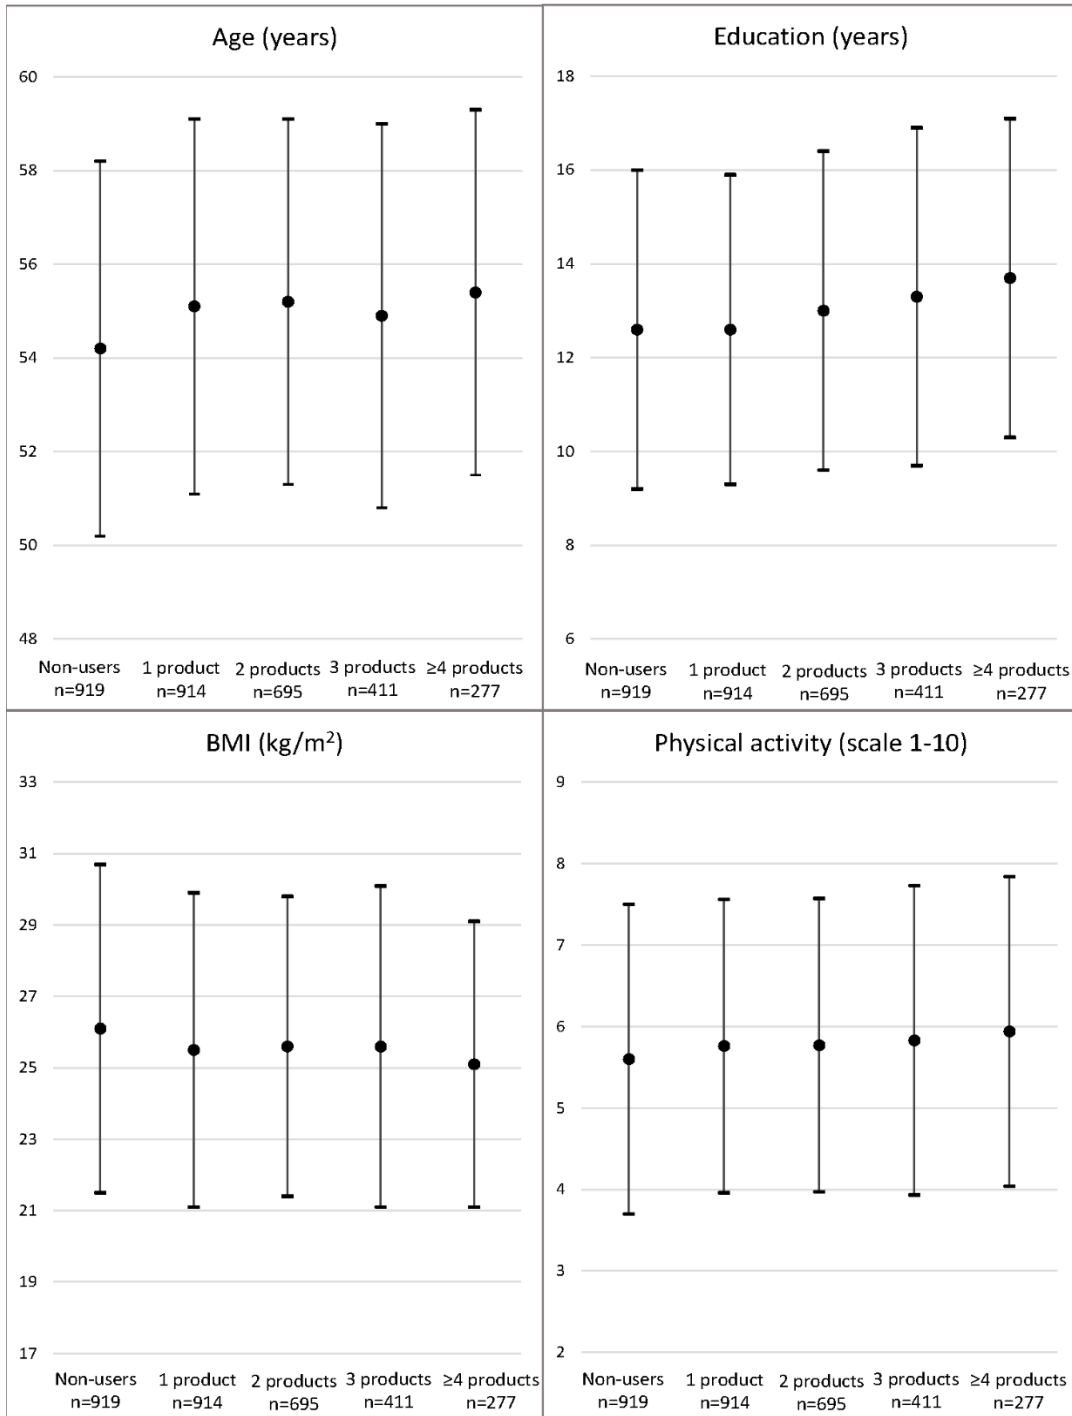 Age (years)
60
58
56
54
52
50
48
Non-users 1 product 2 products 3 products ≥4 products
n=919 n=914 n=695 n=411 n=277
Education (years)
18
16
14
12
10
8
6
Non-users 1 product 2 products 3 products ≥4 products
n=919 n=914 n=695 n=411 n=277
BMI (kg/m²)
33
31
29
27
25
23
21
19
17
Non-users 1 product 2 products 3 products ≥4 products
n=919 n=914 n=695 n=411 n=277
Physical activity (scale 1-10)
9
8
7
6
5
4
3
2
Non-users 1 product 2 products 3 products ≥4 products
n=919 n=914 n=695 n=411 n=277